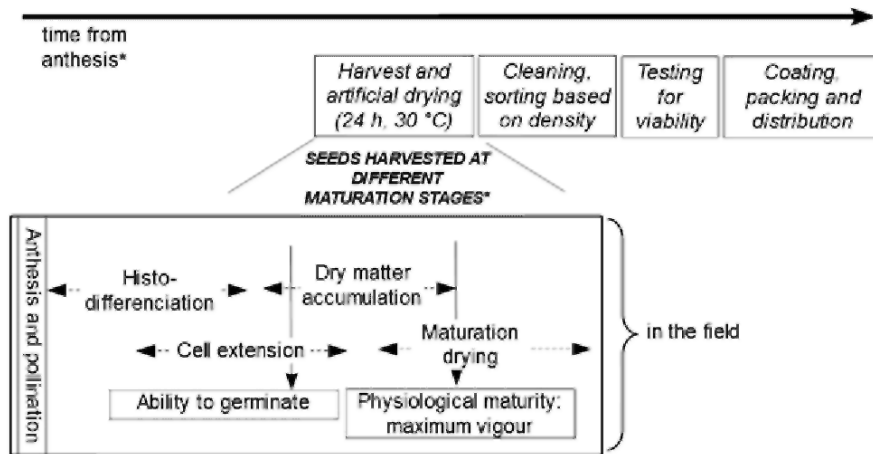 time from
anthesis*
Harvest and
artificial drying
(24 h, 30 °C)
Cleaning,
sorting based
on density
Testing
for
viability
Coating,
packing and
distribution
SEEDS HARVESTED AT
DIFFERENT
MATURATION STAGES*
Anthesis and pollination
Histo-
differenciation
Dry matter
accumulation
Cell extension
Maturation
drying
Ability to germinate
Physiological maturity:
maximum vigour
in the field